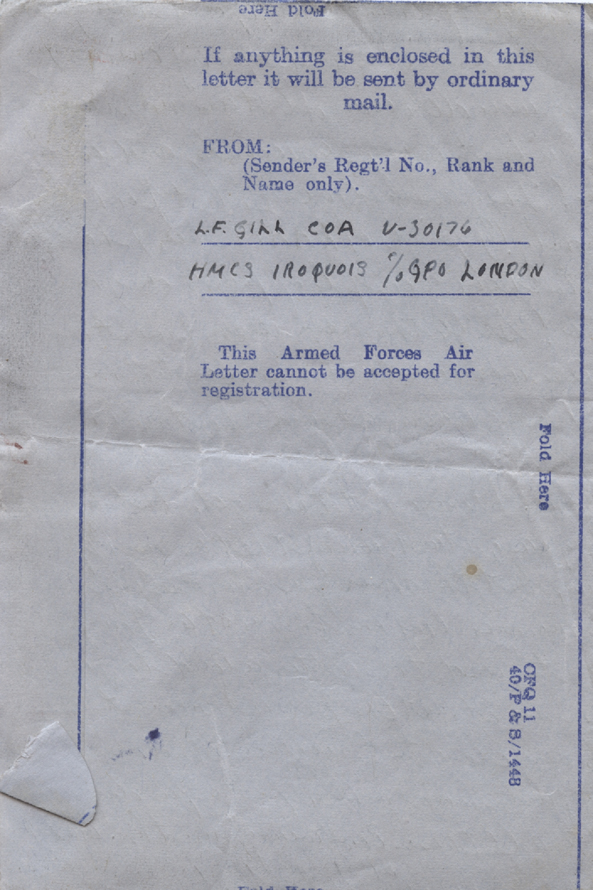 Fold Here
If anything is enclosed in this
letter it will be sent by ordinary
mail.
FROM:
(Sender's Regt'l No., Rank and
Name only).
L.F. GILL COA V-30176
HMCS IROQUOIS c/o GPO LONDON
This Armed Forces Air
Letter cannot be accepted for
registration.
Fold Here
CFQ 11
40/P & S/1448
Fold Here